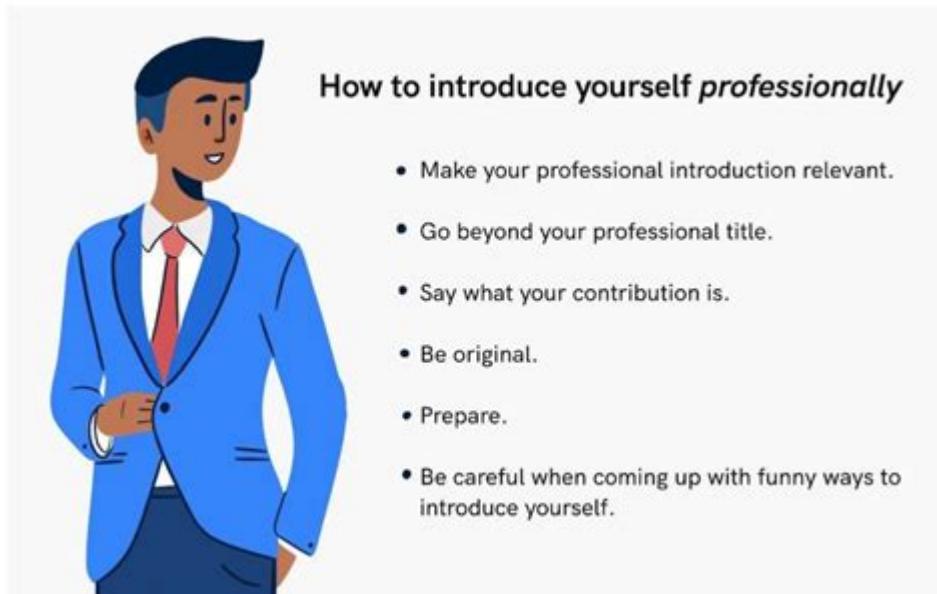 How to introduce yourself professionally
• Make your professional introduction relevant.
• Go beyond your professional title.
• Say what your contribution is.
• Be original.
• Prepare.
• Be careful when coming up with funny ways to
introduce yourself.